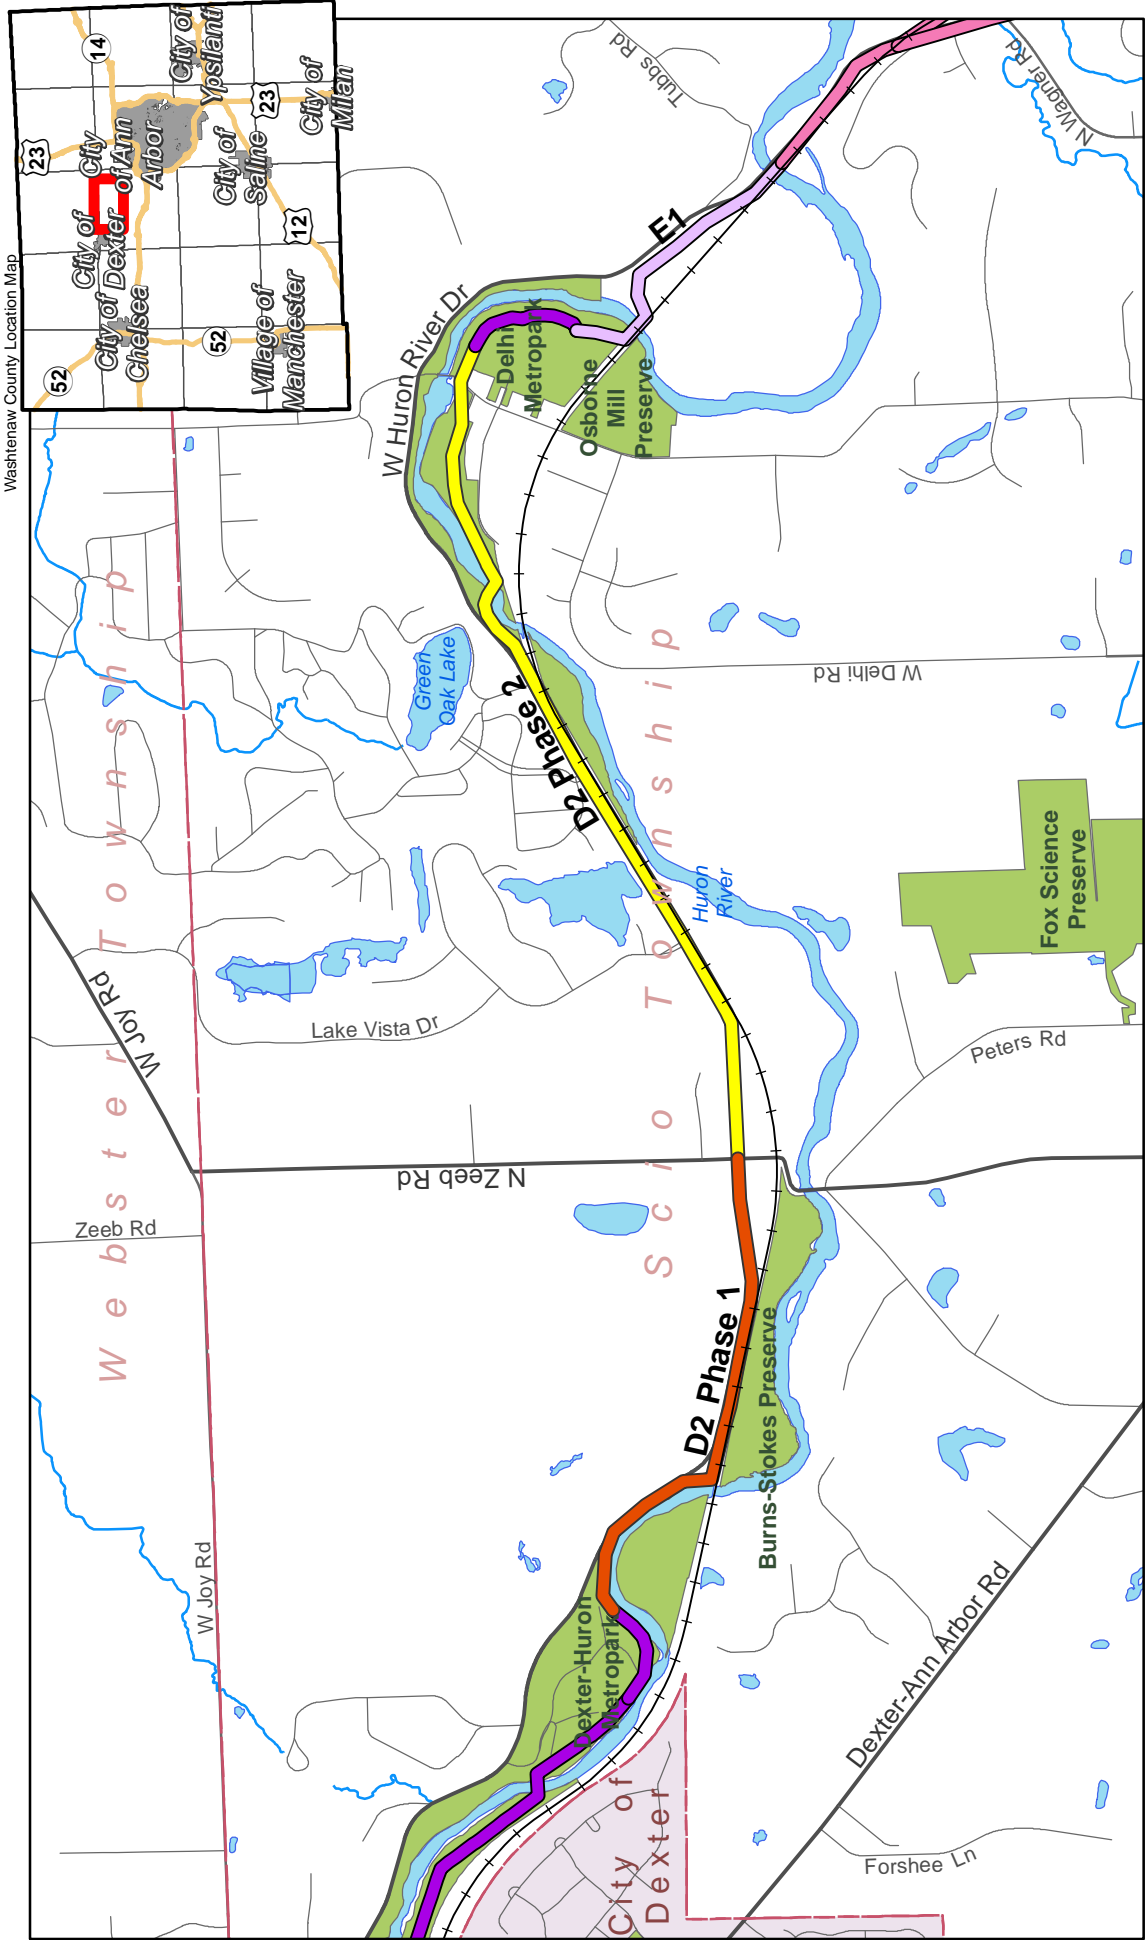 Washtenaw County Location Map
52
City of
Chelsea
City of
Dexter
23
City
of Ann
Arbor
14
City of
Ypsilanti
52
Village of
Manchester
City of
Saline
12
23
City of
Milan
Webster Township
W Joy Rd
Zeeb Rd
W Joy Rd
N Zeeb Rd
Lake Vista Dr
Green
Oak Lake
W Huron River Dr
Tubbs Rd
N Wagner Rd
E1
Delhi
Metropark
Osborne
Mill
Preserve
D2 Phase 2
Scio Township
Huron
River
W Delhi Rd
Fox Science
Preserve
Peters Rd
D2 Phase 1
Burns-Stokes Preserve
Dexter-Huron
Metropark
City of
Dexter
Dexter-Ann Arbor Rd
Forshee Ln